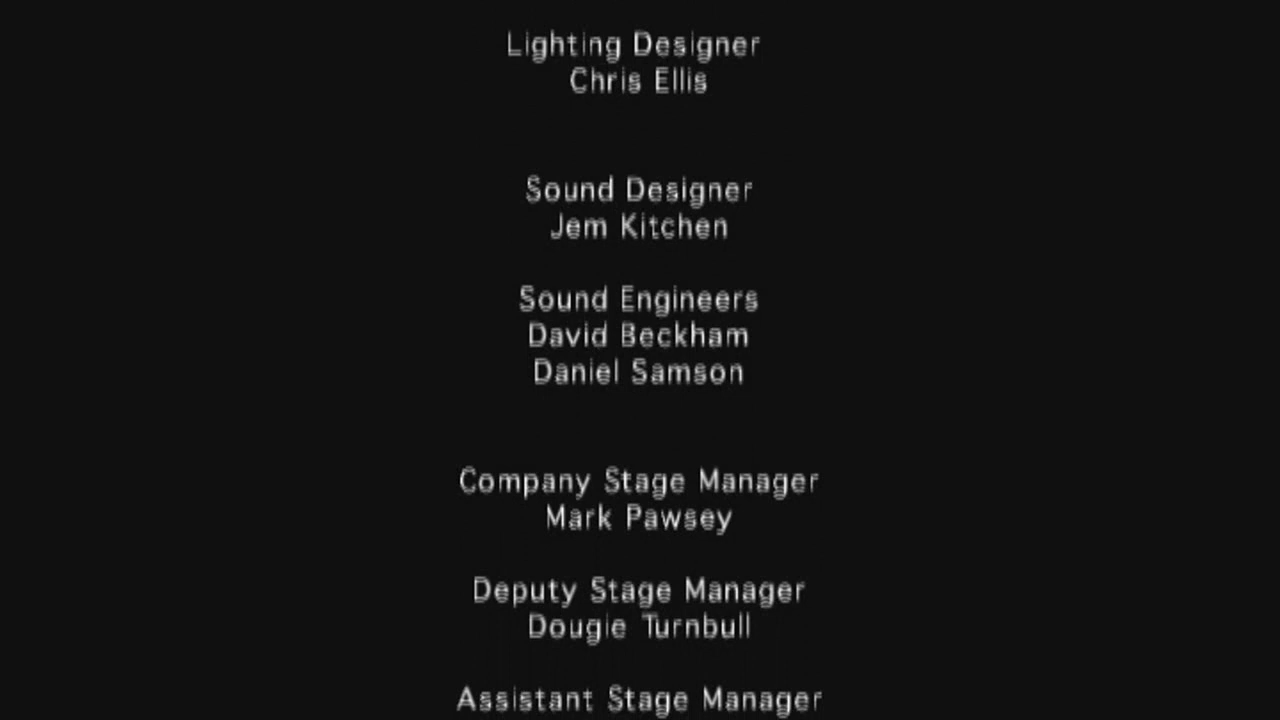 Lighting Designer
Chris Ellis
Sound Designer
Jem Kitchen
Sound Engineers
David Beckham
Daniel Samson
Company Stage Manager
Mark Pawsey
Deputy Stage Manager
Dougie Turnbull
Assistant Stage Manager